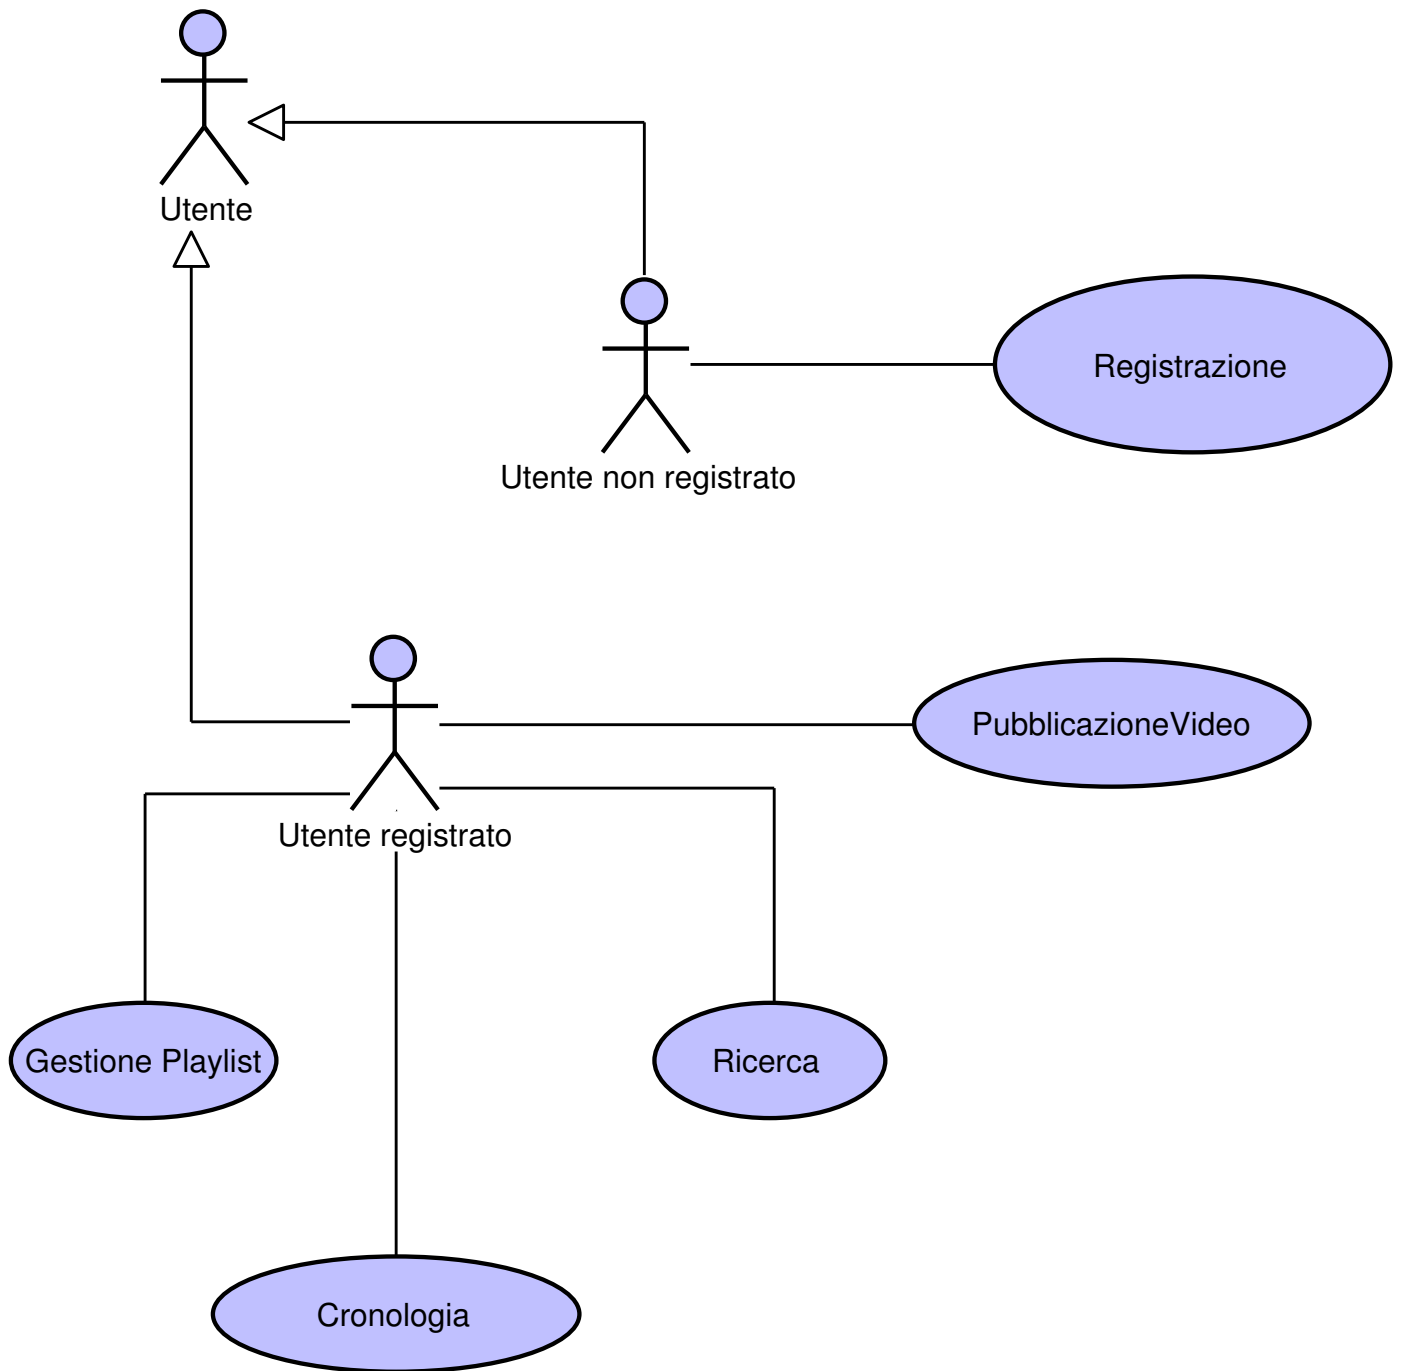 Utente
Registrazione
Utente non registrato
PubblicazioneVideo
Utente registrato
Gestione Playlist
Ricerca
Cronologia